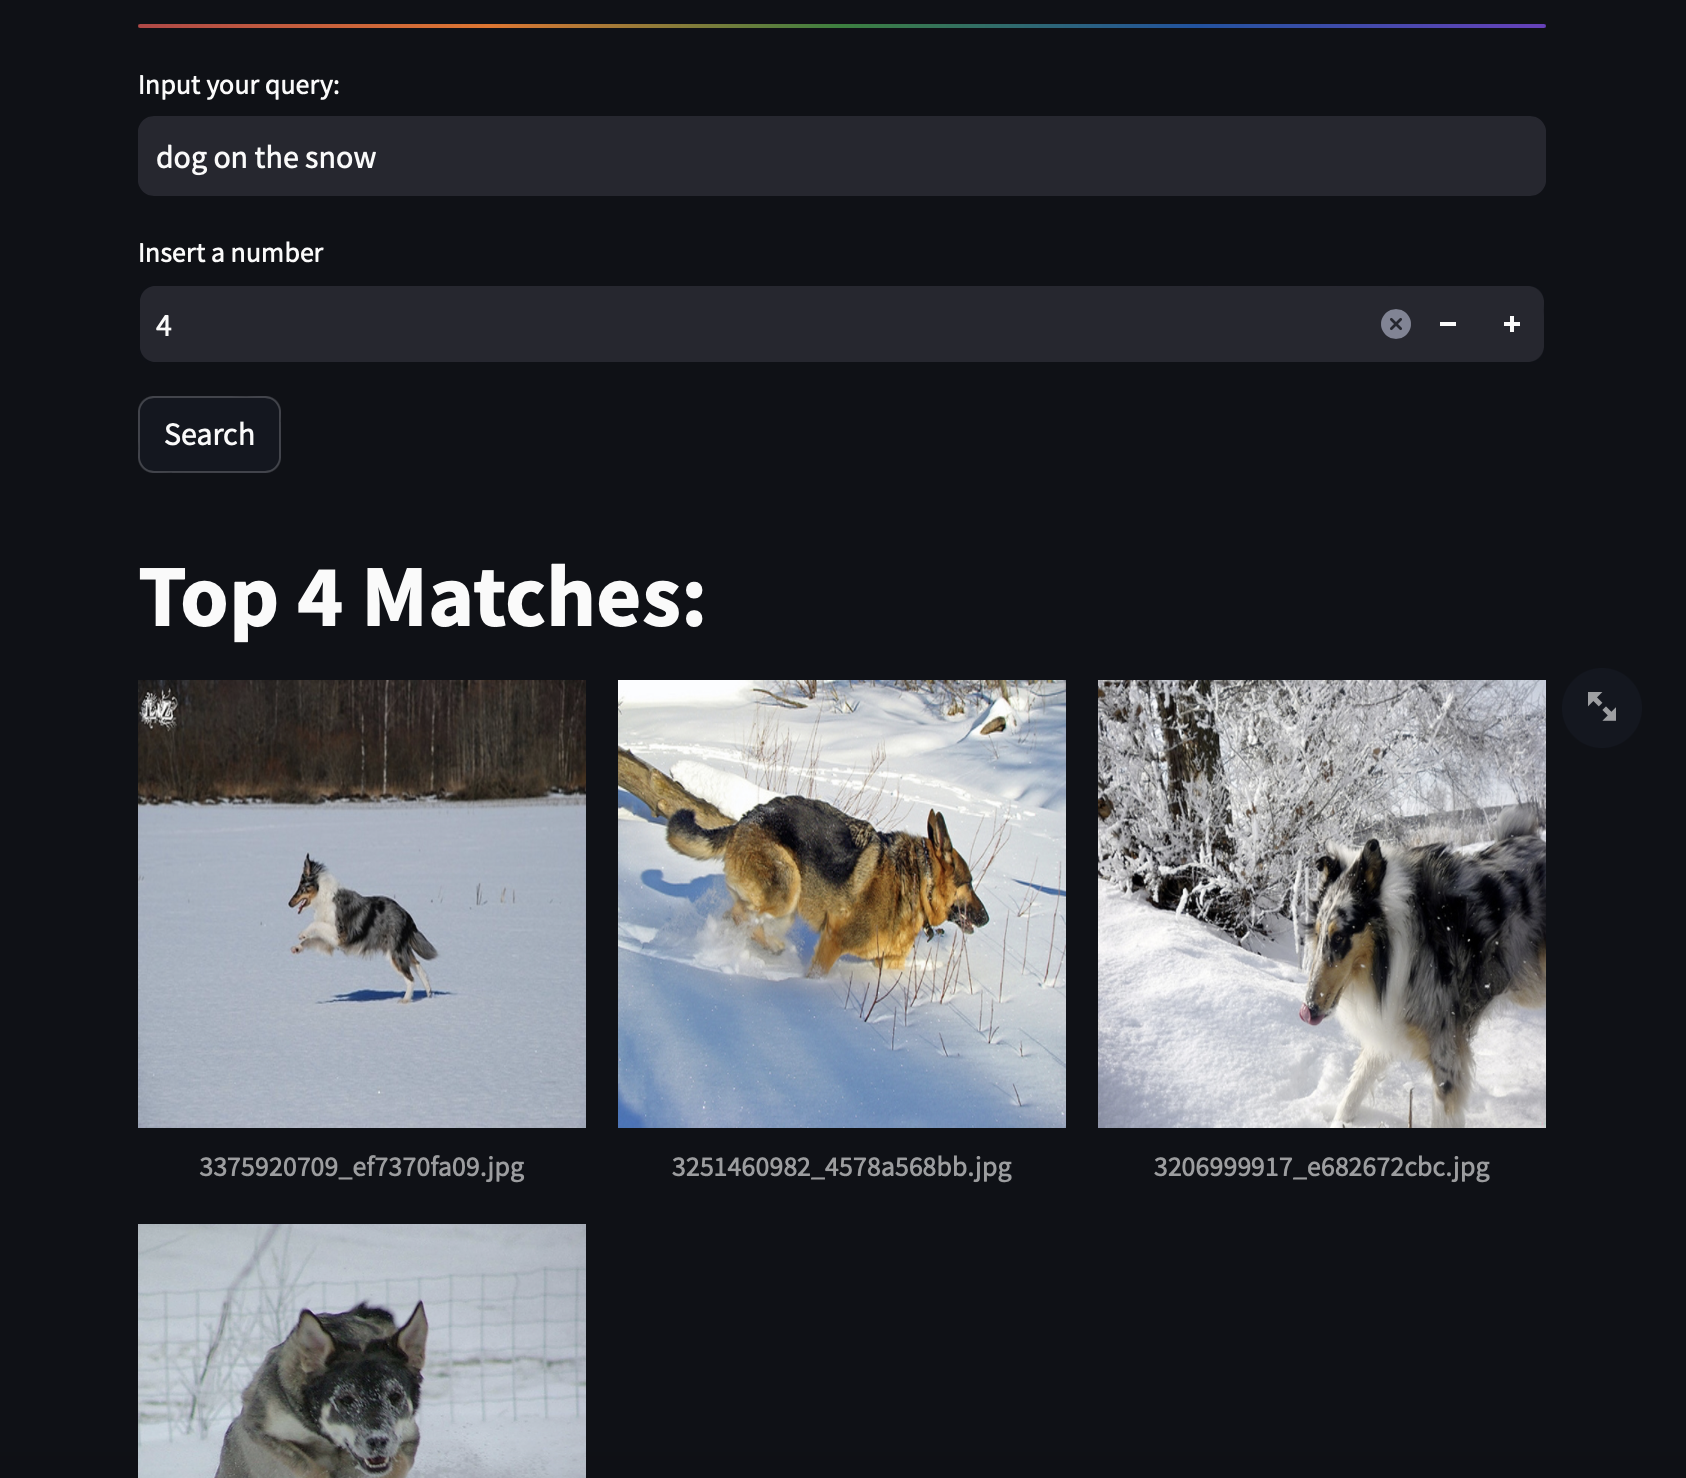 Input your query:
dog on the snow
Insert a number
4
Search
Top 4 Matches:
3375920709_ef7370fa09.jpg
3251460982_4578a568bb.jpg
3206999917_e682672cbc.jpg